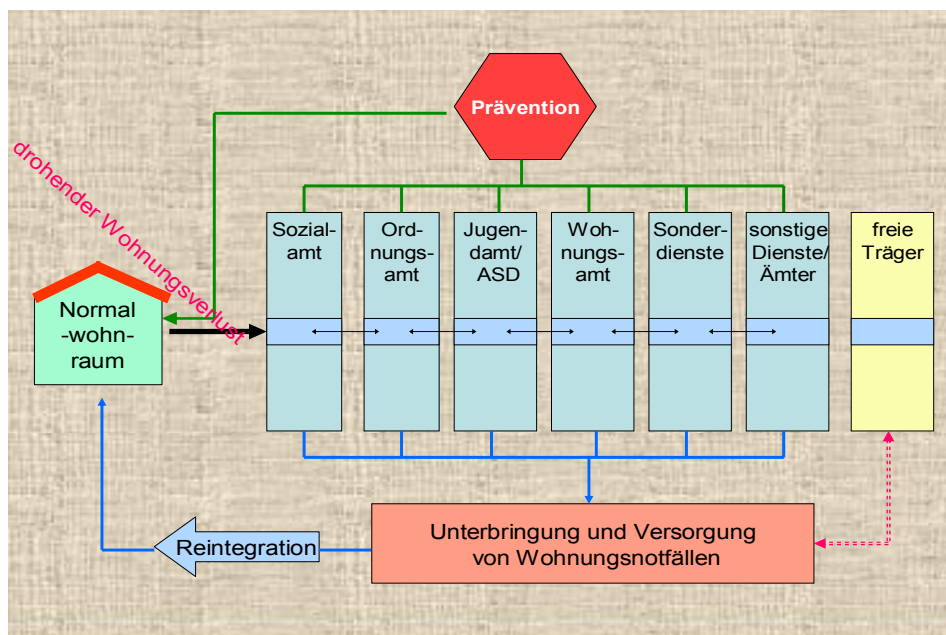 Prävention
drohender Wohnungsverlust
Sozial-
amt
Ord-
nungs-
amt
Jugen-
damt/
ASD
Woh-
nungs-
amt
Sonder-
dienste
sonstige
Dienste/
Ämter
freie
Träger
Normal
-wohn-
raum
Unterbringung und Versorgung
von Wohnungsnotfällen
Reintegration